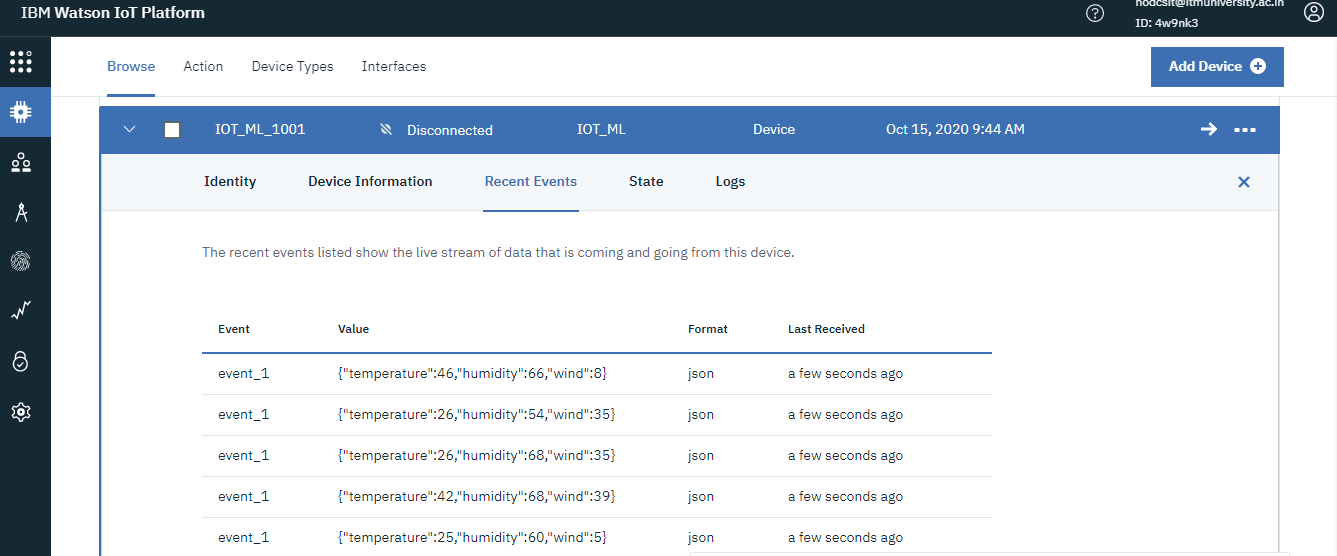 IBM Watson IoT Platform
hodcsit@itmuniversity.ac.in
ID: 4w9nk3
Browse Action Device Types Interfaces Add Device
IOT_ML_1001 Disconnected IOT_ML Device Oct 15, 2020 9:44 AM
Identity Device Information Recent Events State Logs
The recent events listed show the live stream of data that is coming and going from this device.
Event Value Format Last Received
event_1 {"temperature":46,"humidity":66,"wind":8} json a few seconds ago
event_1 {"temperature":26,"humidity":54,"wind":35} json a few seconds ago
event_1 {"temperature":26,"humidity":68,"wind":35} json a few seconds ago
event_1 {"temperature":42,"humidity":68,"wind":39} json a few seconds ago
event_1 {"temperature":25,"humidity":60,"wind":5} json a few seconds ago